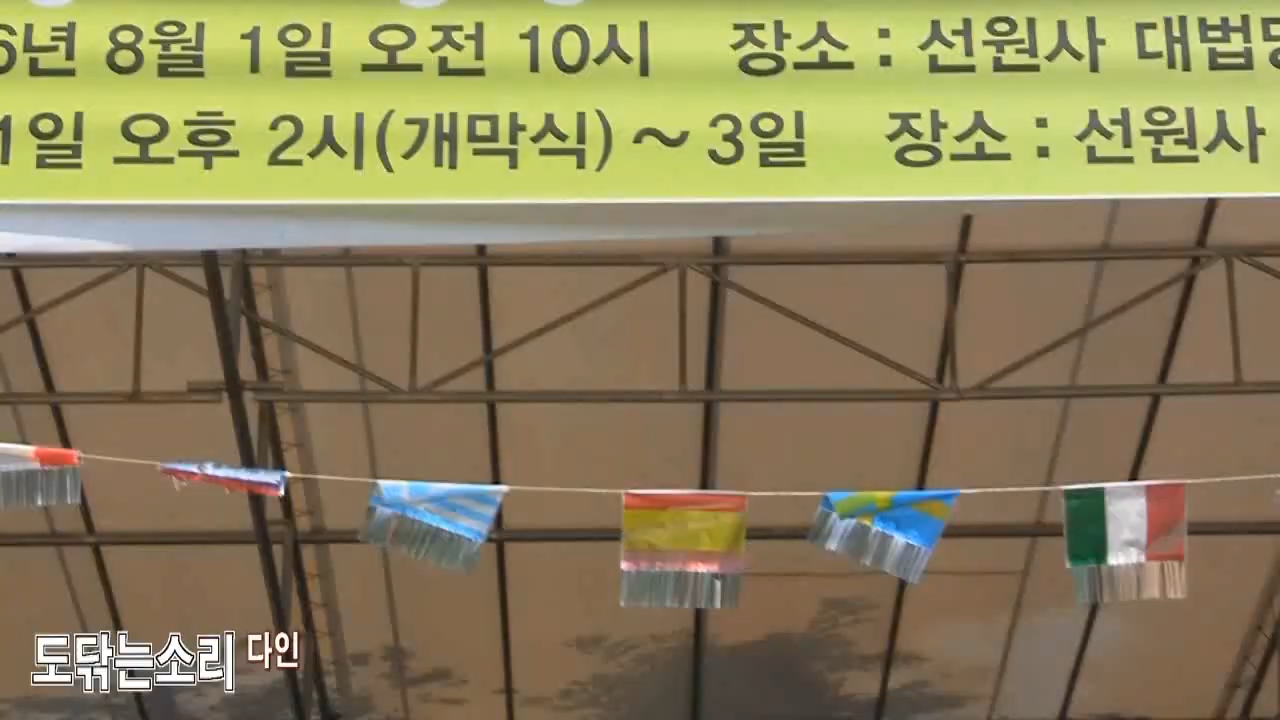 6년 8월 1일 오전 10시 장소 : 선원사
1일 오후 2시(개막식)~3일 장소 : 선원사
도닦는소리 다인